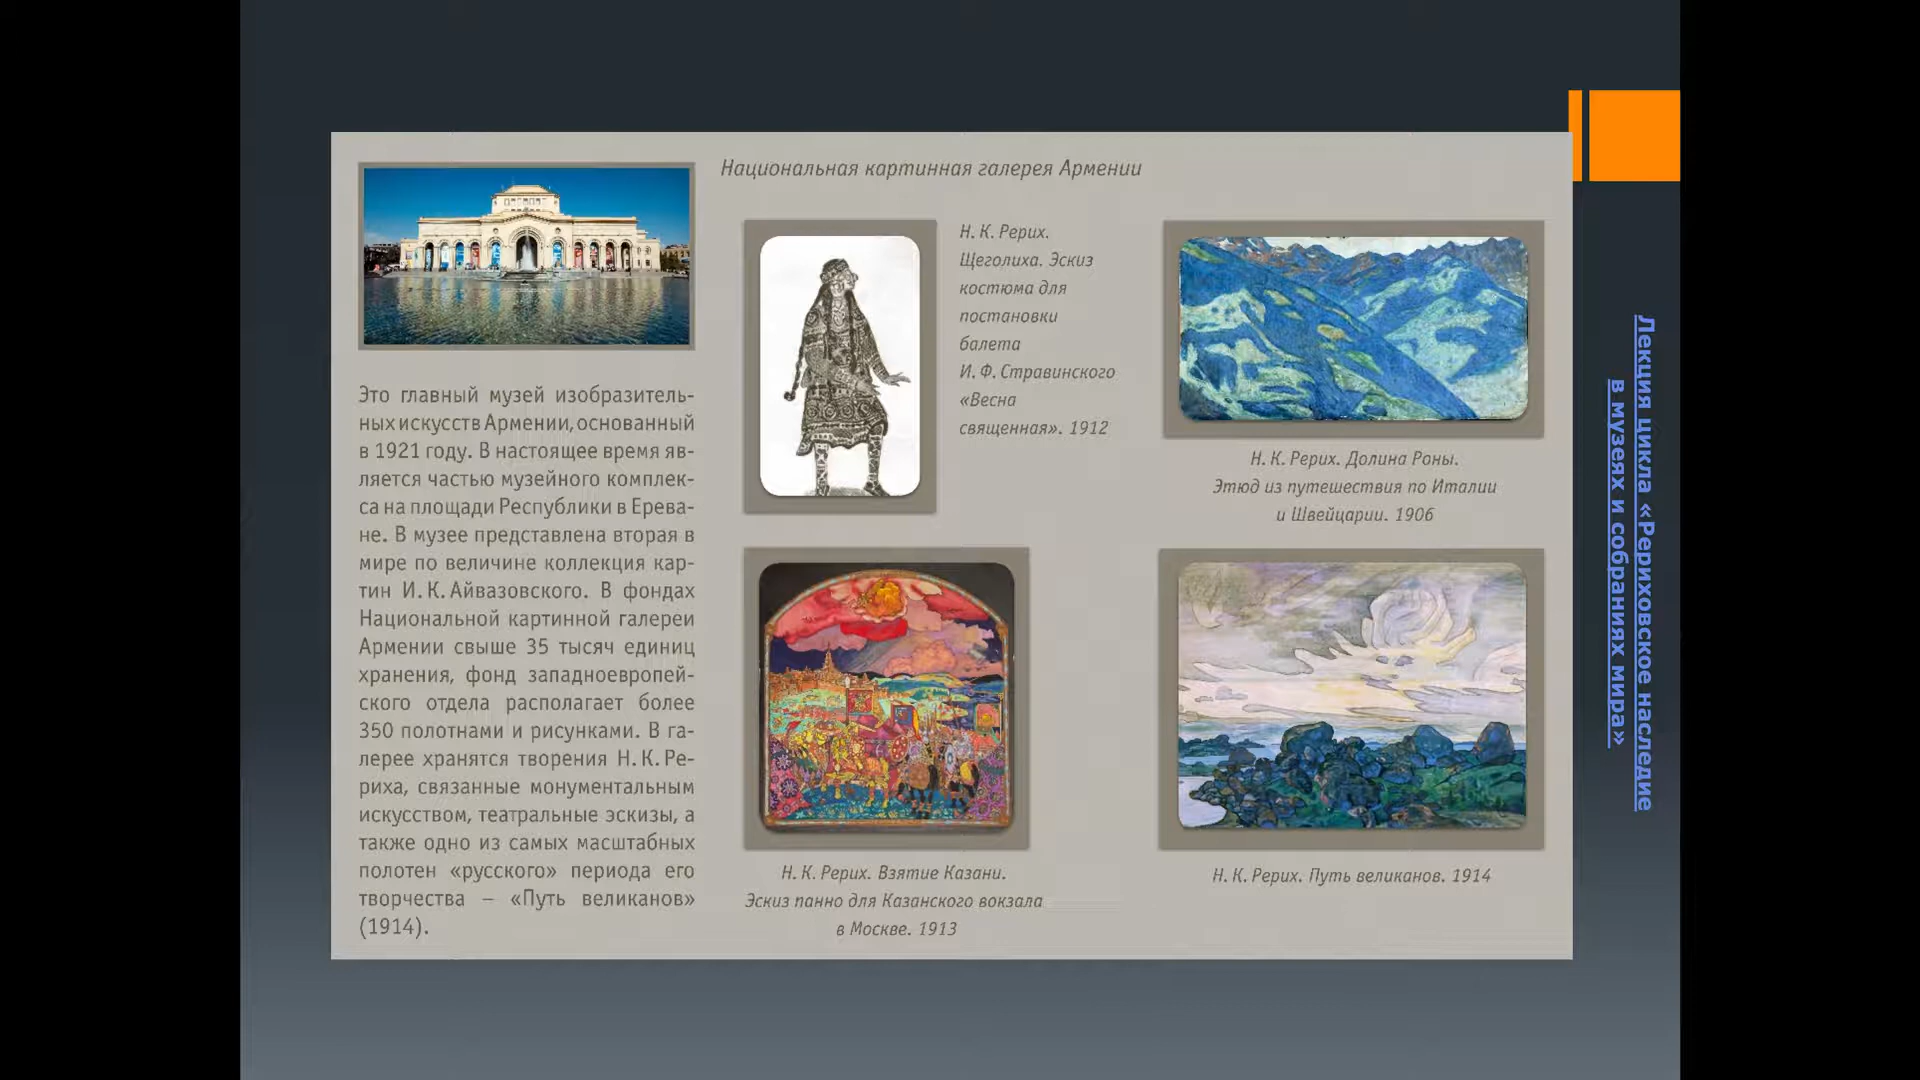 Национальная картинная галерея Армении
Это главный музей изобразитель-
ных искусств Армении, основанный
в 1921 году. В настоящее время яв-
ляется частью музейного комплек-
са на площади Республики в Ерева-
не. В музее представлена вторая в
мире по величине коллекция кар-
тин И. К. Айвазовского. В фондах
Национальной картинной галереи
Армении свыше 35 тысяч единиц
хранения, фонд западноевропей-
ского отдела располагает более
350 полотнами и рисунками. В га-
лерее хранятся творения Н. К. Ре-
риха, связанные монументальным
искусством, театральные эскизы, а
также одно из самых масштабных
полотен «русского» периода его
творчества – «Путь великанов»
(1914).
Н. К. Рерих.
Щеголиха. Эскиз
костюма для
постановки
балета
И. Ф. Стравинского
«Весна
священная». 1912
Н. К. Рерих. Долина Роны.
Этюд из путешествия по Италии
и Швейцарии. 1906
Н. К. Рерих. Взятие Казани.
Эскиз панно для Казанского вокзала
в Москве. 1913
Н. К. Рерих. Путь великанов. 1914
Лекция цикла «Рериховское наследие
в музеях и собраниях мира»